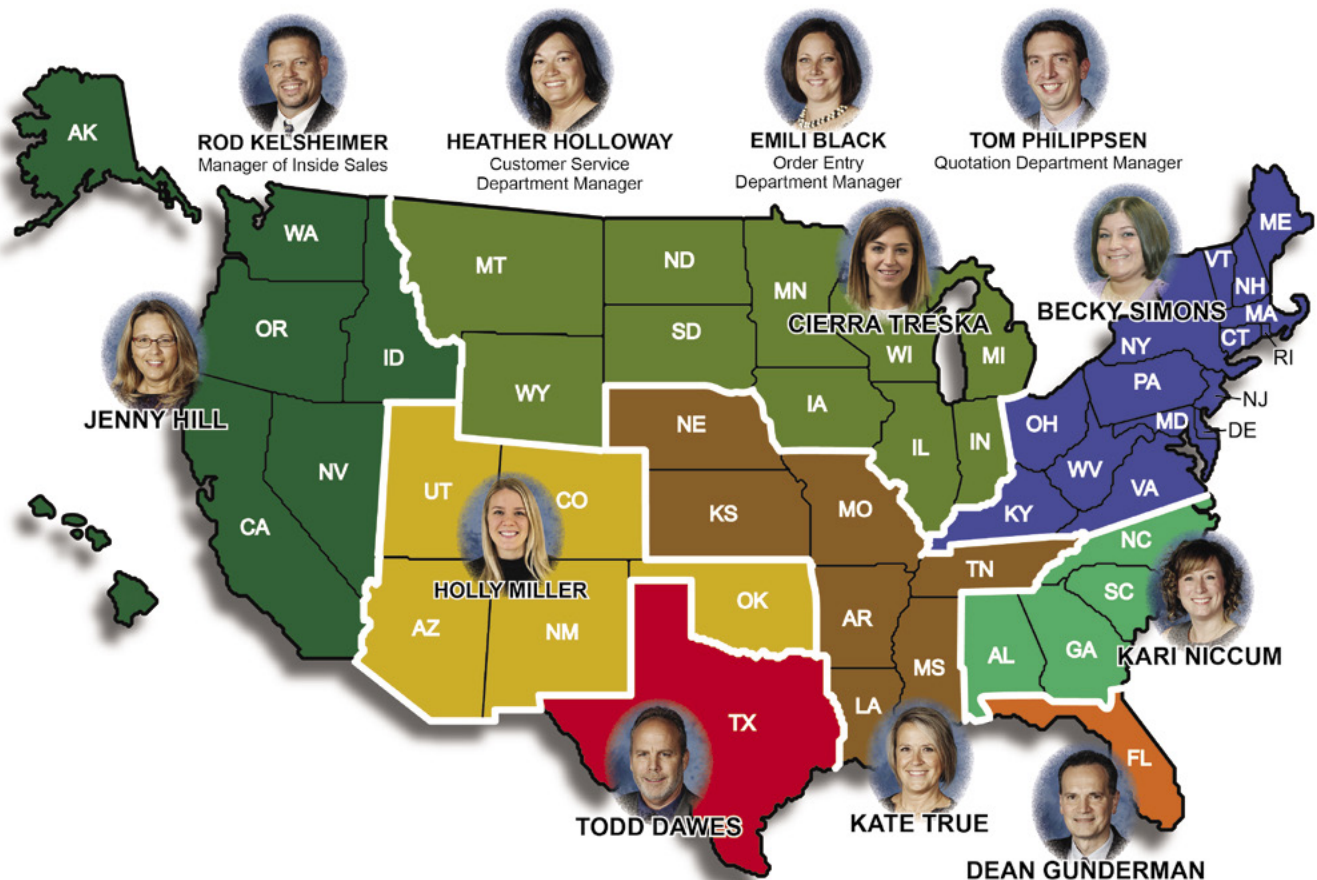 ROD KELSHEIMER
Manager of Inside Sales
HEATHER HOLLOWAY
Customer Service
Department Manager
EMILI BLACK
Order Entry
Department Manager
TOM PHILIPPSEN
Quotation Department Manager
AK
WA
MT
ND
MN
ME
VT
NH
BECKY SIMONS
MA
CIERRA TRESKA
OR
ID
SD
WI
MI
NY
CT
RI
JENNY HILL
WY
IA
PA
NJ
NE
OH
MD
DE
NV
UT
CO
IL
IN
WV
VA
CA
KS
MO
KY
NC
HOLLY MILLER
TN
SC
AZ
NM
OK
AR
MS
AL
GA
KARI NICCUM
LA
TX
FL
TODD DAWES
KATE TRUE
DEAN GUNDERMAN